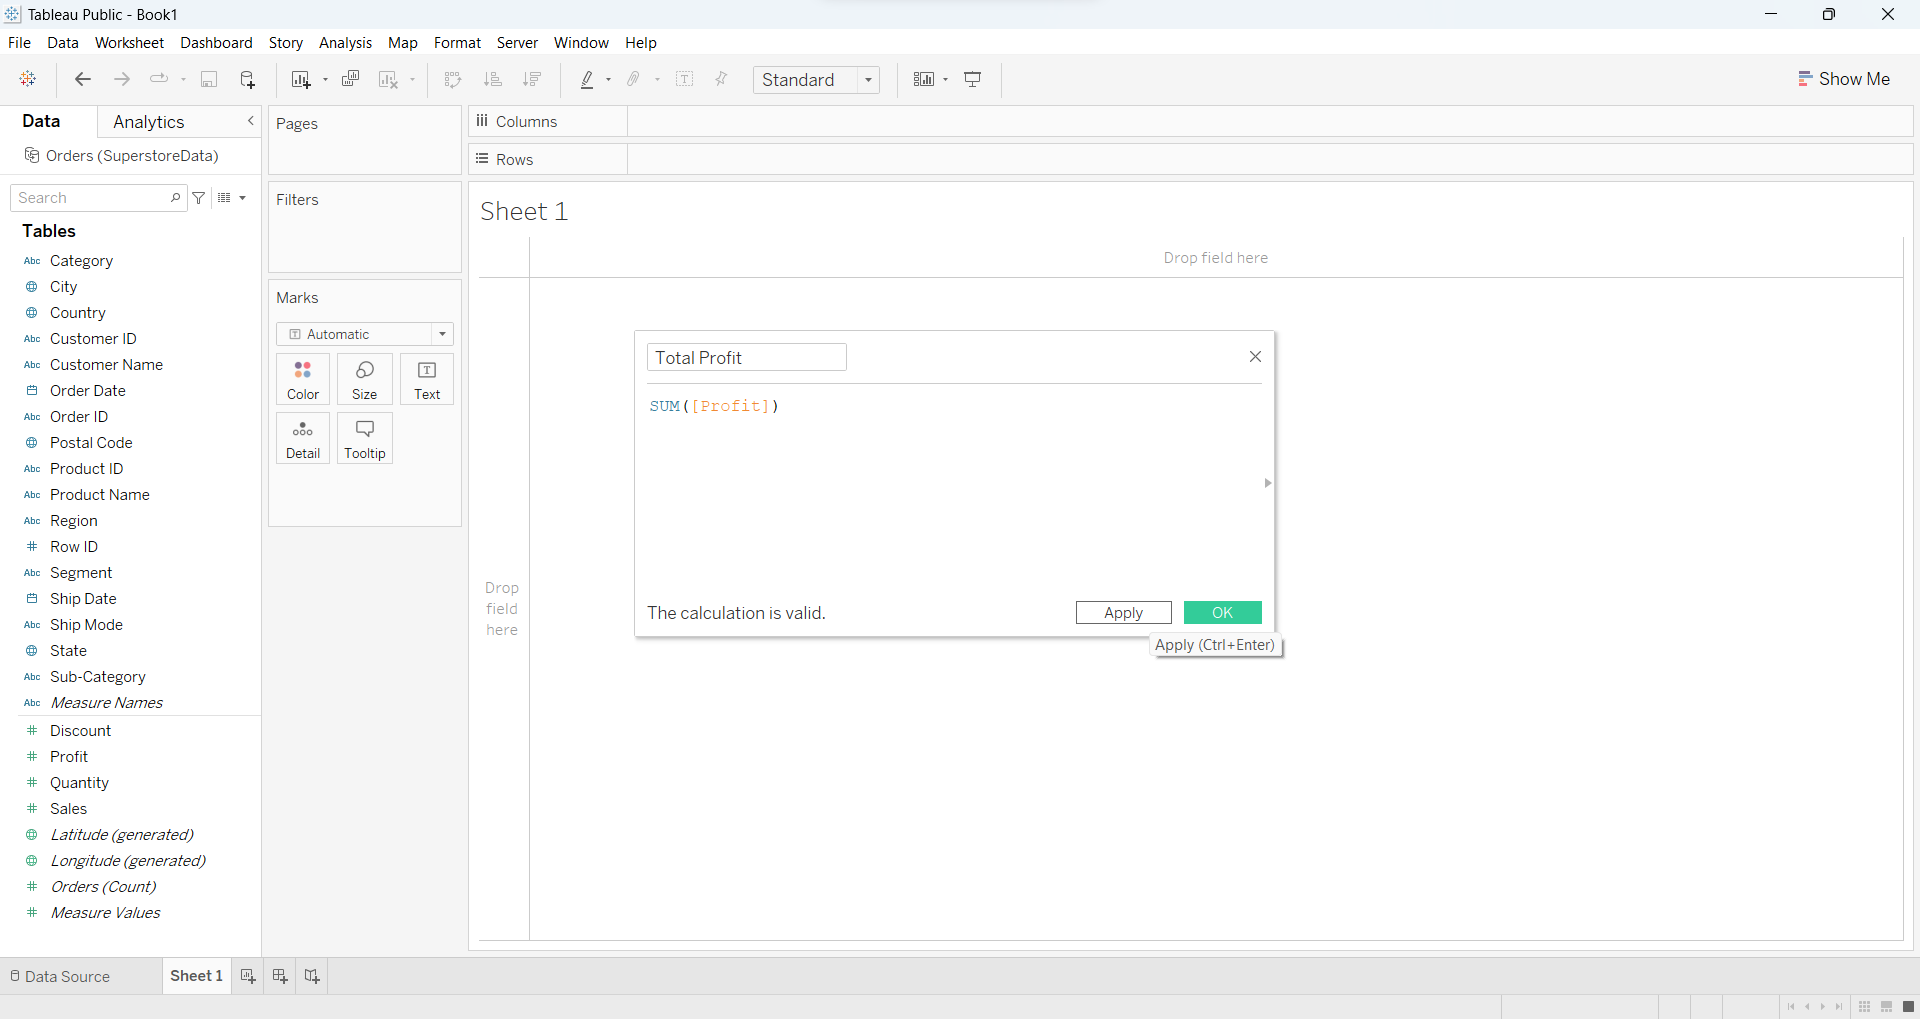 Tableau Public - Book1
File Data Worksheet Dashboard Story Analysis Map Format Server Window Help
Standard
Show Me
Data Analytics
Orders (SuperstoreData)
Search
Tables
Abc Category
City
Country
Abc Customer ID
Abc Customer Name
Order Date
Abc Order ID
Postal Code
Abc Product ID
Abc Product Name
Abc Region
# Row ID
Abc Segment
Ship Date
Abc Ship Mode
State
Abc Sub-Category
Abc Measure Names
# Discount
# Profit
# Quantity
# Sales
Latitude (generated)
Longitude (generated)
# Orders (Count)
# Measure Values
Pages
Filters
Marks
T Automatic
Color Size Text
Detail Tooltip
Columns
Rows
Sheet 1
Drop field here
Drop
field
here
Total Profit
SUM([Profit])
The calculation is valid.
Apply
OK
Apply (Ctrl+Enter)
Data Source
Sheet 1